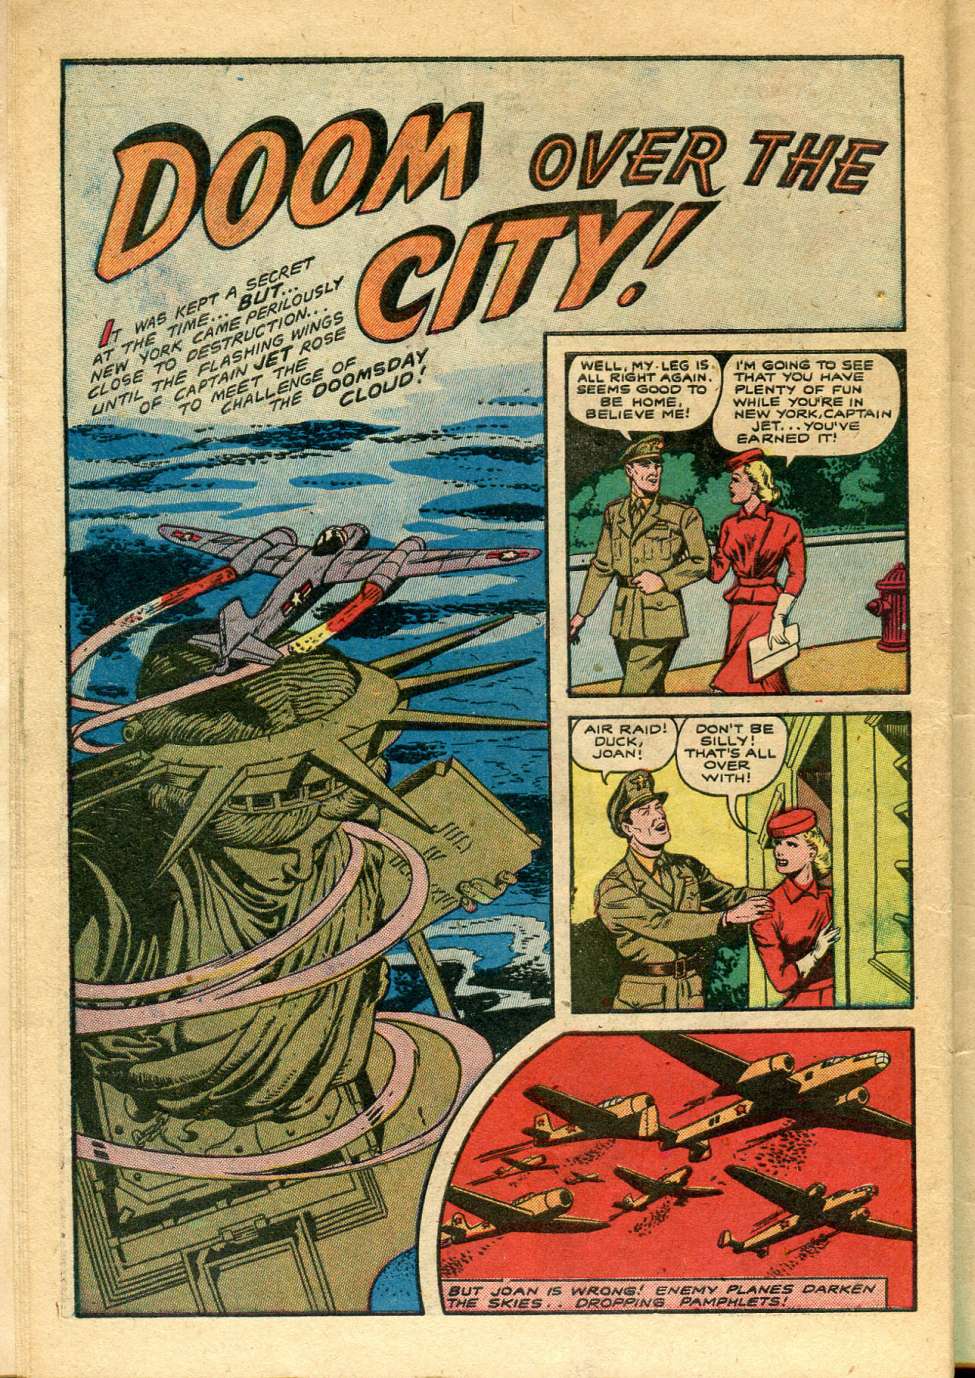 DOOM OVER THE
CITY!
IT WAS KEPT A SECRET
AT THE TIME... BUT...
NEW YORK CAME PERILOUSLY
CLOSE TO DESTRUCTION...
UNTIL THE FLASHING WINGS
OF CAPTAIN JET ROSE
TO MEET THE
CHALLENGE OF
THE DOOMSDAY
CLOUD!
WELL, MY LEG IS
ALL RIGHT AGAIN.
SEEMS GOOD TO
BE HOME,
BELIEVE ME!
I'M GOING TO SEE
THAT YOU HAVE
PLENTY OF FUN
WHILE YOU'RE IN
NEW YORK, CAPTAIN
JET... YOU'VE
EARNED IT!
AIR RAID!
DUCK,
JOAN!
DON'T BE
SILLY!
THAT'S ALL
OVER
WITH!
BUT JOAN IS WRONG! ENEMY PLANES DARKEN
THE SKIES... DROPPING PAMPHLETS!